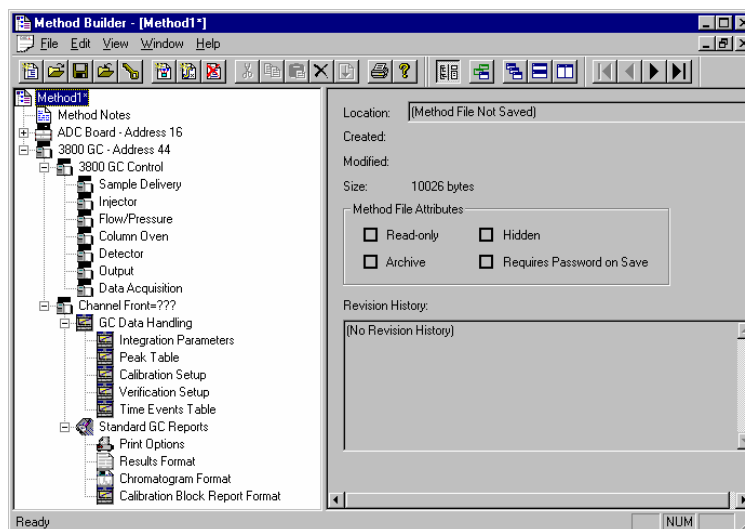 Method Builder - [Method1*]
File Edit View Window Help
Method1*
Method Notes
ADC Board - Address 16
3800 GC - Address 44
3800 GC Control
Sample Delivery
Injector
Flow/Pressure
Column Oven
Detector
Output
Data Acquisition
Channel Front=???
GC Data Handling
Integration Parameters
Peak Table
Calibration Setup
Verification Setup
Time Events Table
Standard GC Reports
Print Options
Results Format
Chromatogram Format
Calibration Block Report Format
Location: (Method File Not Saved)
Created:
Modified:
Size: 10026 bytes
Method File Attributes
Read-only Hidden
Archive Requires Password on Save
Revision History:
(No Revision History)
Ready NUM